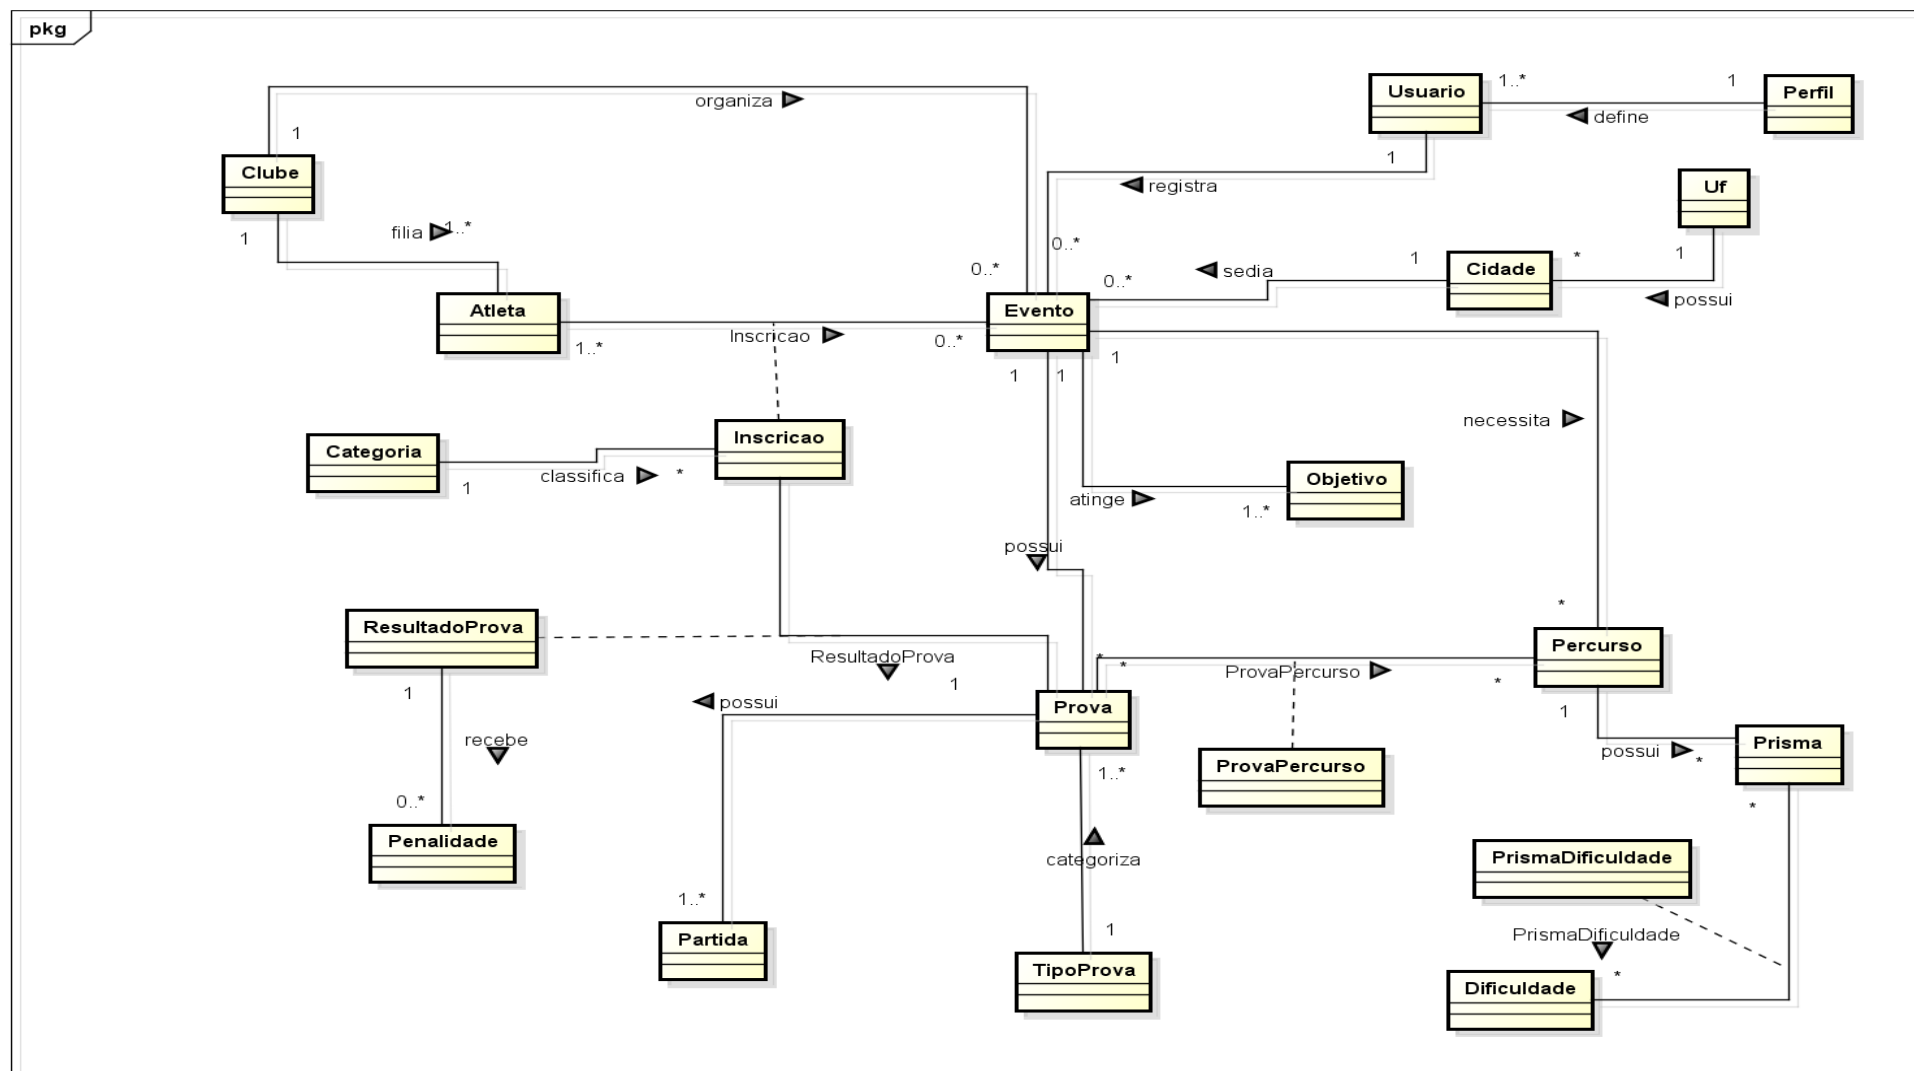 pkg
organiza
Usuario
1..*
1
Perfil
define
1
Clube
1
registra
Uf
filia
1..*
1
0..*
1
*
1
Cidade
0..*
sedia
0..*
possui
Atleta
Evento
1..*
Inscricao
0..*
1
1
1
necessita
Inscricao
Categoria
classifica
*
1
Objetivo
atinge
1..*
possui
*
ResultadoProva
Percurso
ResultadoProva
*
*
ProvaPercurso
*
1
1
possui
Prova
1
Prisma
possui
*
recebe
1..*
ProvaPercurso
0..*
*
Penalidade
categoriza
PrismaDificuldade
1..*
Partida
1
PrismaDificuldade
TipoProva
*
Dificuldade